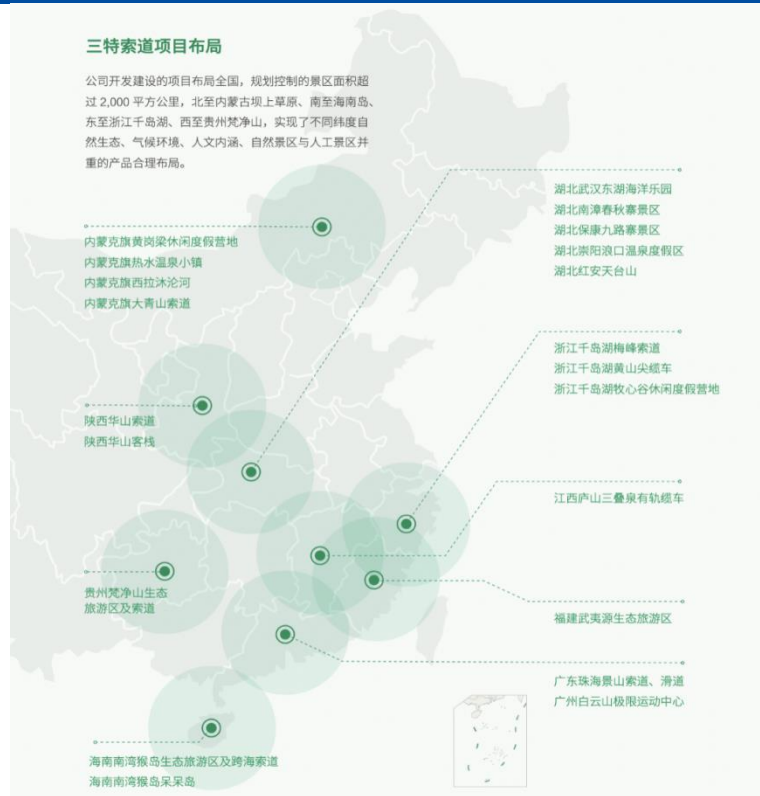 三特索道项目布局
公司开发建设的项目布局全国，规划控制的景区面积超
过 2,000 平方公里，北至内蒙古坝上草原、南至海南岛、
东至浙江千岛湖、西至贵州梵净山，实现了不同纬度自
然生态、气候环境、人文内涵、自然景区与人工景区并
重的产品合理布局。
湖北武汉东湖海洋乐园
湖北南漳春秋寨景区
湖北保康九路寨景区
湖北崇阳浪口温泉度假区
湖北红安天台山
内蒙克旗黄岗梁休闲度假营地
内蒙克旗热水温泉小镇
内蒙克旗西拉沐沦河
内蒙克旗大青山索道
浙江千岛湖梅峰索道
浙江千岛湖黄山尖缆车
浙江千岛湖牧心谷休闲度假营地
陕西华山索道
陕西华山客栈
江西庐山三叠泉有轨缆车
贵州梵净山生态
旅游区及索道
福建武夷源生态旅游区
广东珠海景山索道、滑道
广州白云山极限运动中心
海南南湾猴岛生态旅游区及跨海索道
海南南湾猴岛呆呆岛